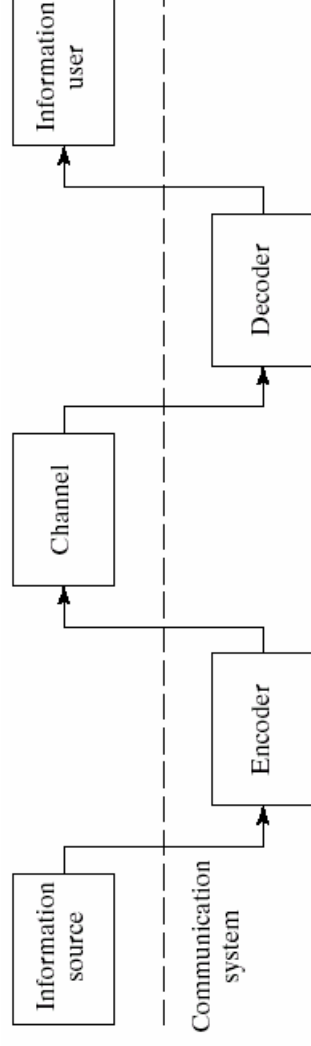 Information
source
Channel
Information
user
Encoder
Decoder
Communication
system